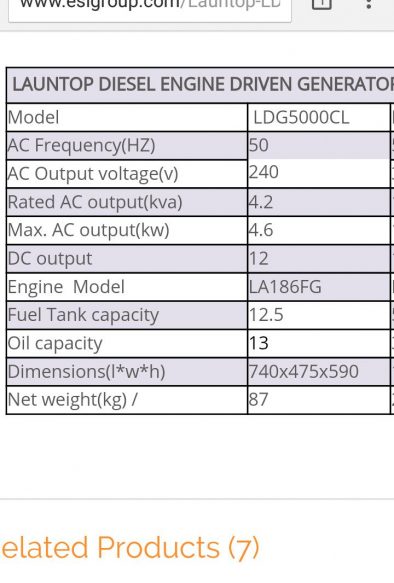 www.eslgroup.com/Launtop-LD
LAUNTOP DIESEL ENGINE DRIVEN GENERATOR
Model LDG5000CL
AC Frequency(HZ) 50
AC Output voltage(v) 240
Rated AC output(kva) 4.2
Max. AC output(kw) 4.6
DC output 12
Engine Model LA186FG
Fuel Tank capacity 12.5
Oil capacity 13
Dimensions(l*w*h) 740x475x590
Net weight(kg) / 87
elated Products (7)